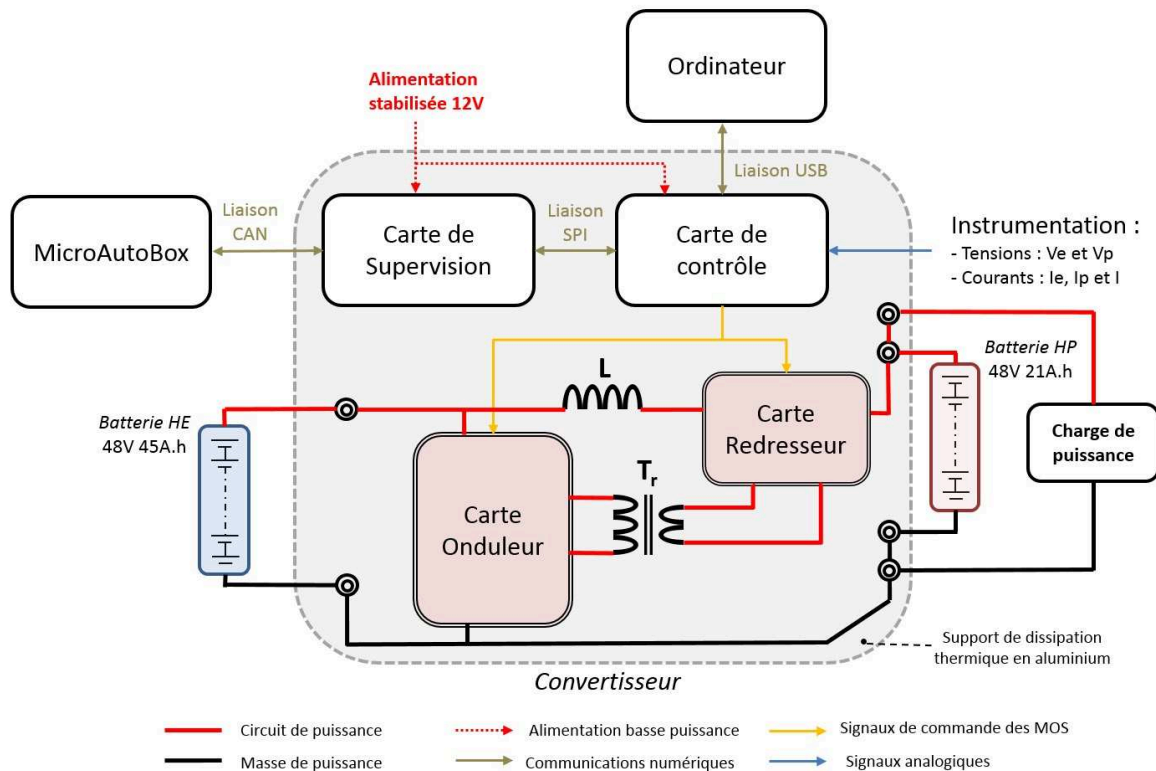 Ordinateur
Alimentation
stabilisée 12V
Liaison USB
MicroAutoBox
Liaison
CAN
Carte de
Supervision
Liaison
SPI
Carte de
contrôle
Instrumentation :
- Tensions : Ve et Vp
- Courants : Ie, Ip et I
Batterie HE
48V 45A.h
L
Carte
Redresseur
Batterie HP
48V 21A.h
Charge de
puissance
Carte
Onduleur
Tr
Support de dissipation
thermique en aluminium
Convertisseur
Circuit de puissance
Alimentation basse puissance
Signaux de commande des MOS
Masse de puissance
Communications numériques
Signaux analogiques